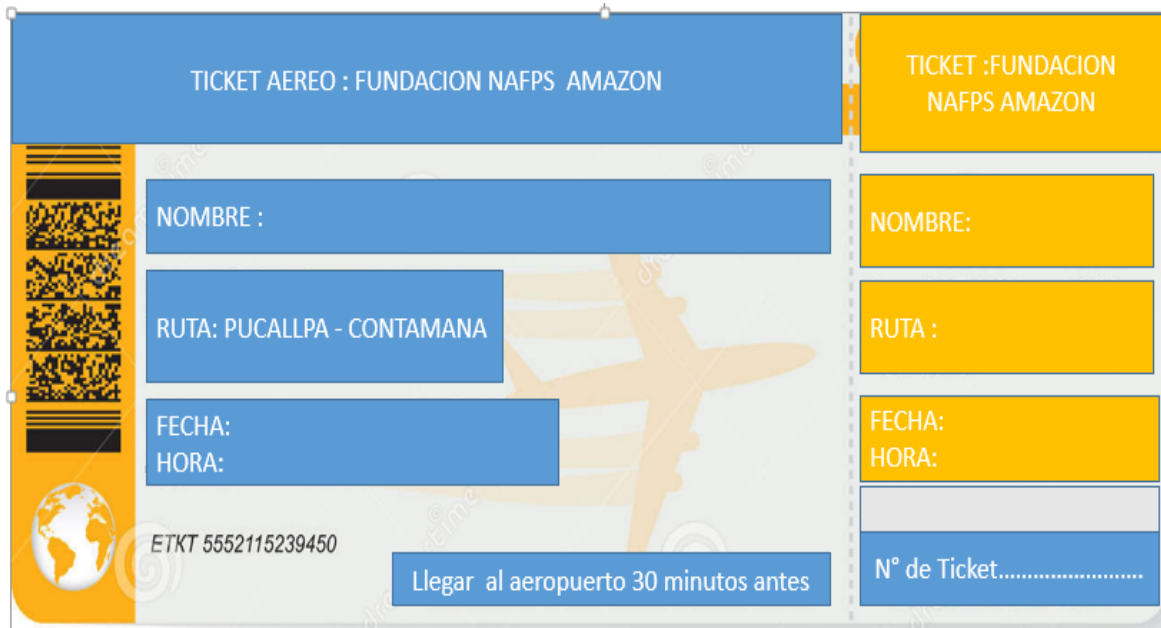 TICKET AEREO : FUNDACION NAFPS AMAZON
NOMBRE :
RUTA: PUCALLPA - CONTAMANA
FECHA:
HORA:
ETKT 5552115239450
Llegar al aeropuerto 30 minutos antes
TICKET :FUNDACION
NAFPS AMAZON
NOMBRE:
RUTA :
FECHA:
HORA:
N° de Ticket.........................